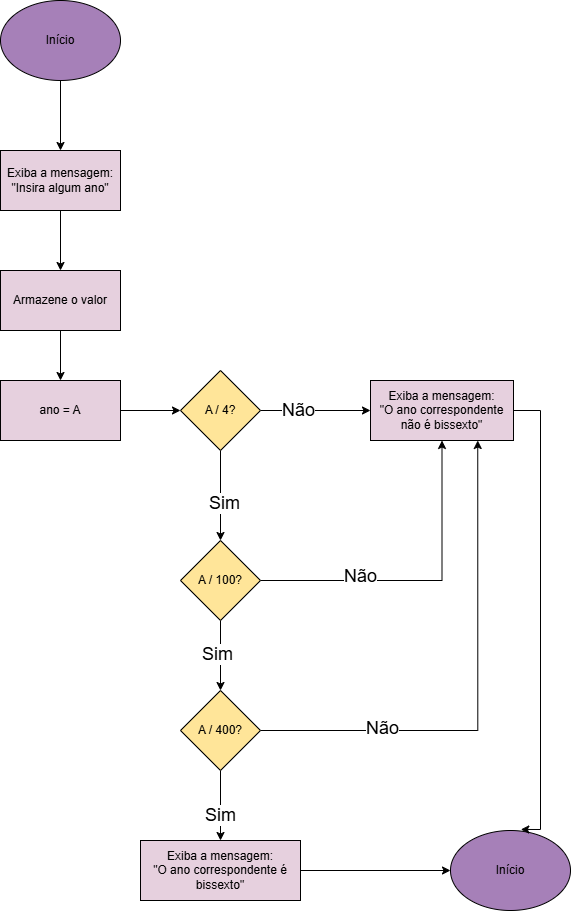 Início
Exiba a mensagem:
"Insira algum ano"
Armazene o valor
ano = A
A / 4?
Não
Exiba a mensagem:
"O ano correspondente
não é bissexto"
Sim
A / 100?
Não
Sim
A / 400?
Não
Sim
Exiba a mensagem:
"O ano correspondente é
bissexto"
Início